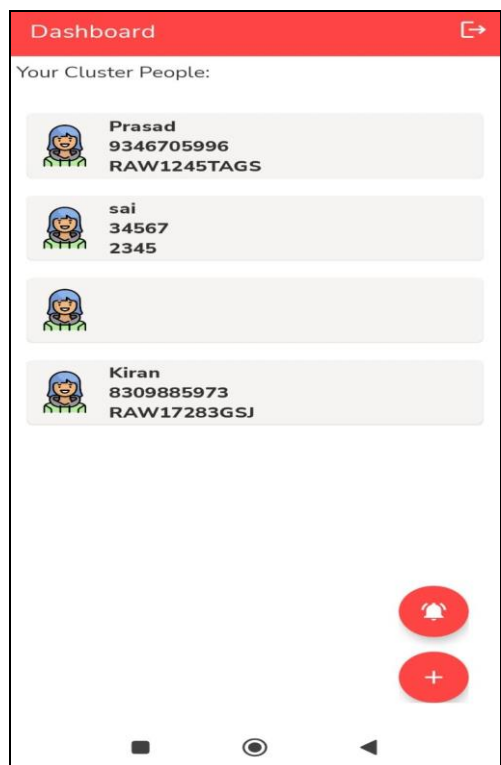 Dashboard
Your Cluster People:
Prasad
9346705996
RAW1245TAGS
sai
34567
2345
Kiran
8309885973
RAW17283GSJ